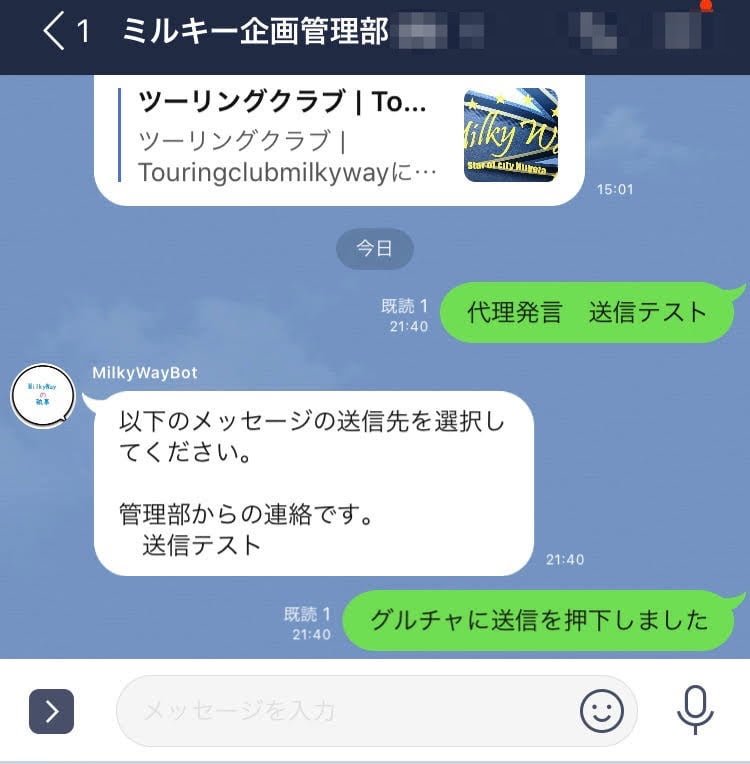 1 ミルキー企画管理部
ツーリングクラブ | To...
ツーリングクラブ |
Touringclubmilkywayに…
Milky W
Star of City
15:01
今日
代理発言　送信テスト
既読 1
21:40
MilkyWayBot
MilkyWay
の
執事
以下のメッセージの送信先を選択し
てください。
管理部からの連絡です。
　送信テスト
21:40
グルチャに送信を押下しました
既読 1
21:40
メッセージを入力